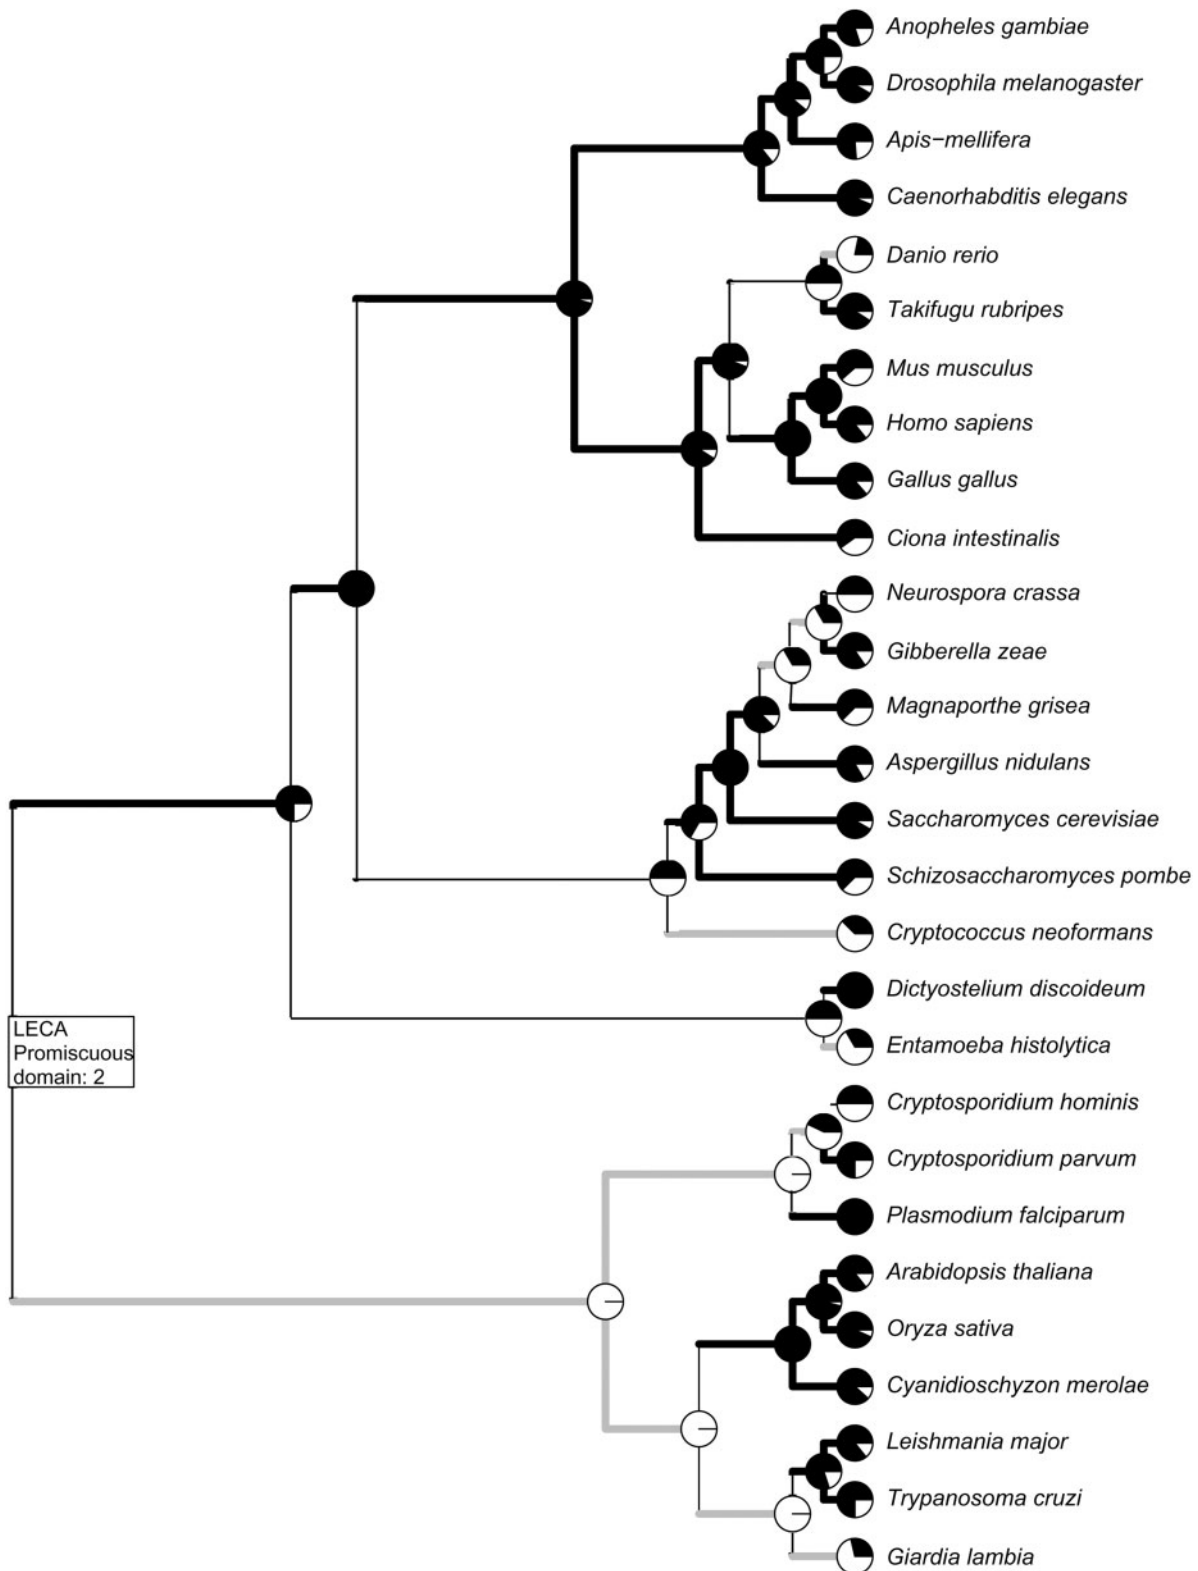 Anopheles gambiae
Drosophila melanogaster
Apis−mellifera
Caenorhabditis elegans
Danio rerio
Takifugu rubripes
Mus musculus
Homo sapiens
Gallus gallus
Ciona intestinalis
Neurospora crassa
Gibberella zeae
Magnaporthe grisea
Aspergillus nidulans
Saccharomyces cerevisiae
Schizosaccharomyces pombe
Cryptococcus neoformans
Dictyostelium discoideum
LECA
Promiscuous
domain: 2
Entamoeba histolytica
Cryptosporidium hominis
Cryptosporidium parvum
Plasmodium falciparum
Arabidopsis thaliana
Oryza sativa
Cyanidioschyzon merolae
Leishmania major
Trypanosoma cruzi
Giardia lambia